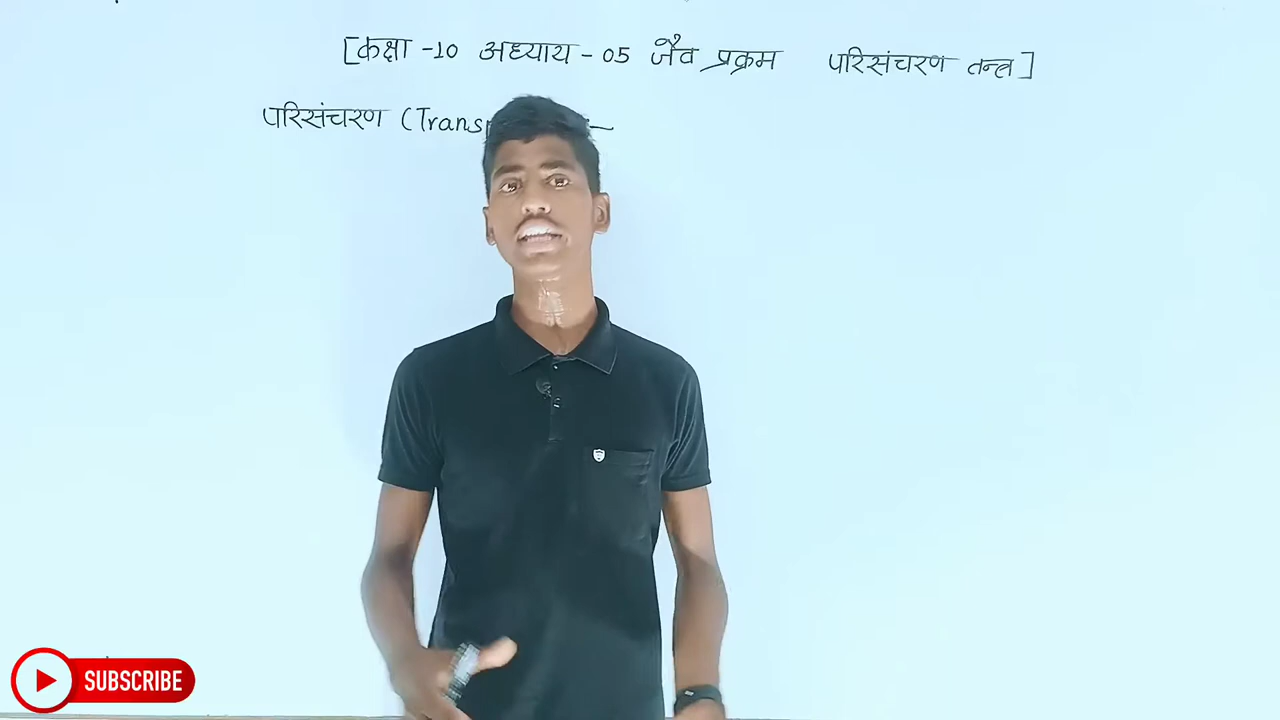 [कक्षा -10 अध्याय - 05 जैव प्रक्रम परिसंचरण तन्त्र]
परिसंचरण (Trans –
SUBSCRIBE